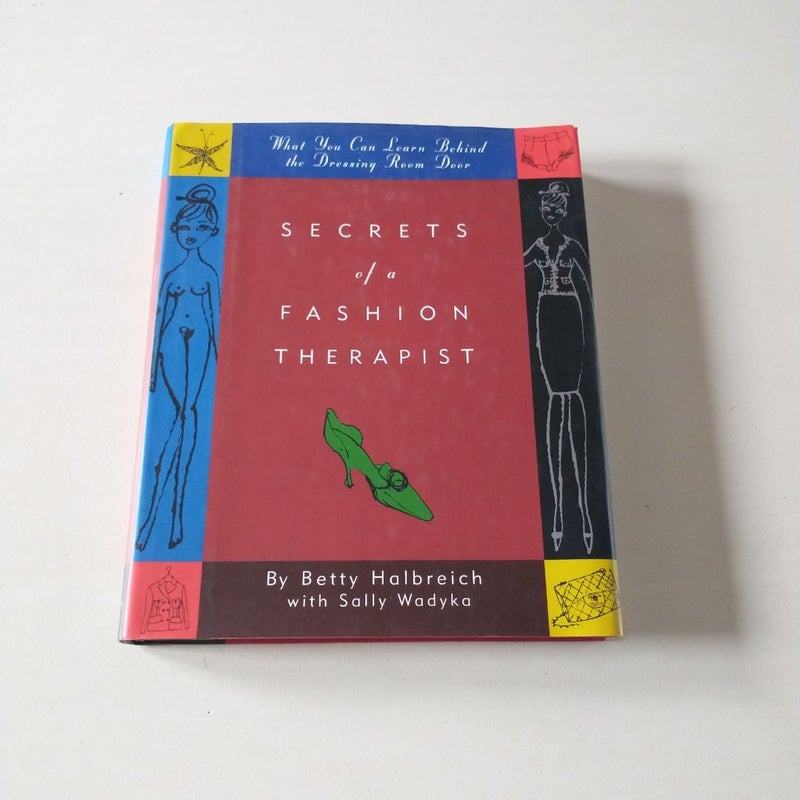 What You Can Learn Behind
the Dressing Room Door
SECRETS
of a
FASHION
THERAPIST
By Betty Halbreich
with Sally Wadyka